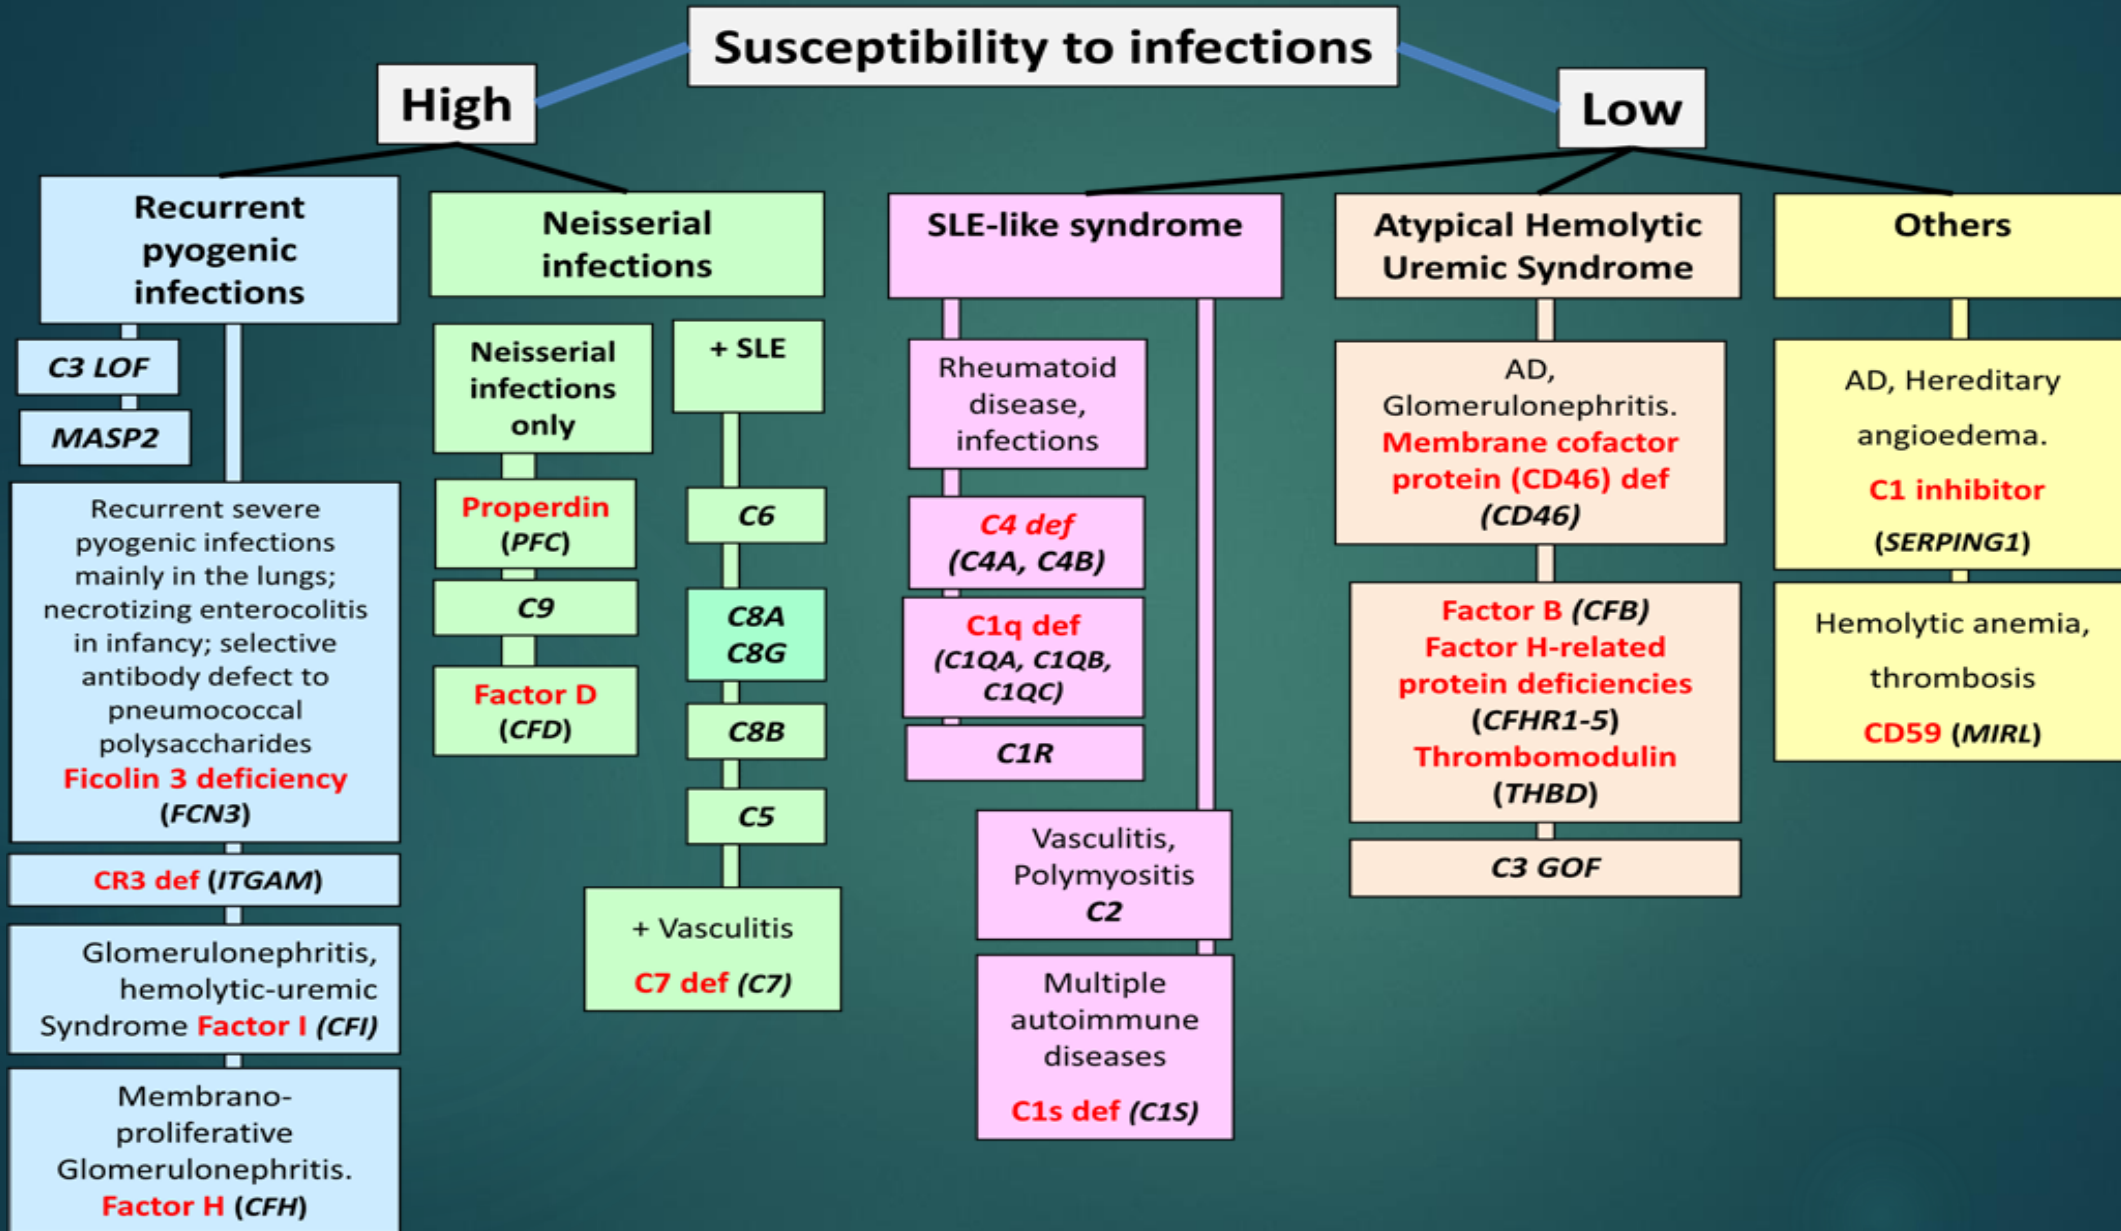 Susceptibility to infections
High
Low
Recurrent
pyogenic
infections
C3 LOF
MASP2
Recurrent severe
pyogenic infections
mainly in the lungs;
necrotizing enterocolitis
in infancy; selective
antibody defect to
pneumococcal
polysaccharides
Ficolin 3 deficiency
(FCN3)
CR3 def (ITGAM)
Glomerulonephritis,
hemolytic-uremic
Syndrome Factor I (CFI)
Membrano-
proliferative
Glomerulonephritis.
Factor H (CFH)
Neisserial
infections
Neisserial
infections
only
Properdin
(PFC)
C9
Factor D
(CFD)
+ SLE
C6
C8A
C8G
C8B
C5
+ Vasculitis
C7 def (C7)
SLE-like syndrome
Rheumatoid
disease,
infections
C4 def
(C4A, C4B)
C1q def
(C1QA, C1QB,
C1QC)
C1R
Vasculitis,
Polymyositis
C2
Multiple
autoimmune
diseases
C1s def (C1S)
Atypical Hemolytic
Uremic Syndrome
AD,
Glomerulonephritis.
Membrane cofactor
protein (CD46) def
(CD46)
Factor B (CFB)
Factor H-related
protein deficiencies
(CFHR1-5)
Thrombomodulin
(THBD)
C3 GOF
Others
AD, Hereditary
angioedema.
C1 inhibitor
(SERPING1)
Hemolytic anemia,
thrombosis
CD59 (MIRL)